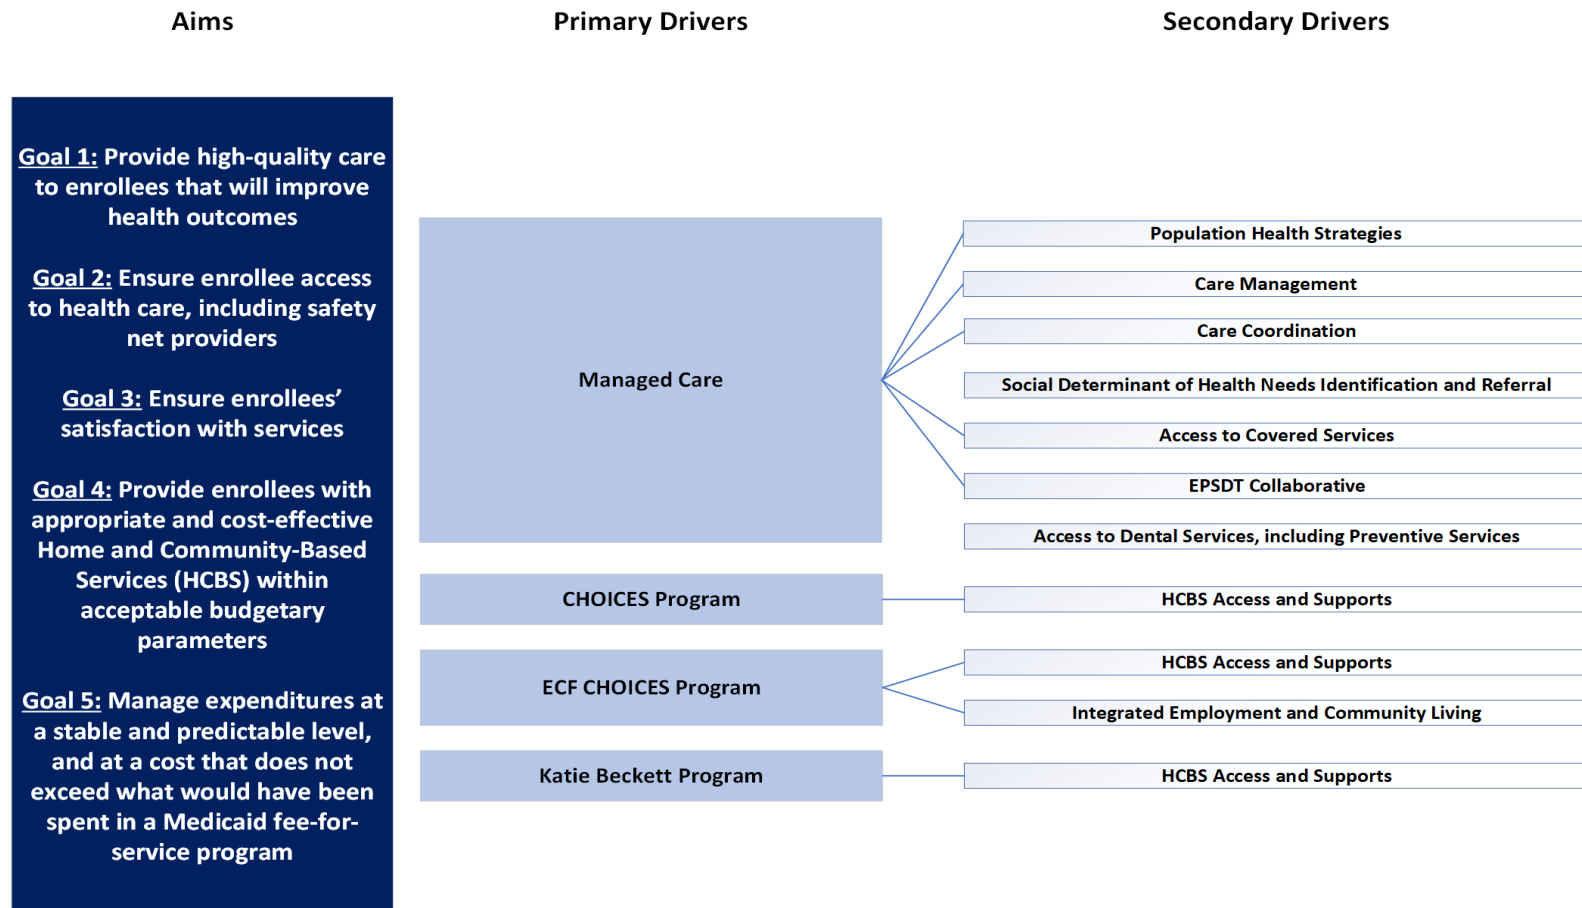 Aims
Primary Drivers
Secondary Drivers
Goal 1: Provide high-quality care
to enrollees that will improve
health outcomes
Goal 2: Ensure enrollee access
to health care, including safety
net providers
Goal 3: Ensure enrollees’
satisfaction with services
Goal 4: Provide enrollees with
appropriate and cost-effective
Home and Community-Based
Services (HCBS) within
acceptable budgetary
parameters
Goal 5: Manage expenditures at
a stable and predictable level,
and at a cost that does not
exceed what would have been
spent in a Medicaid fee-for-
service program
Managed Care
CHOICES Program
ECF CHOICES Program
Katie Beckett Program
Population Health Strategies
Care Management
Care Coordination
Social Determinant of Health Needs Identification and Referral
Access to Covered Services
EPSDT Collaborative
Access to Dental Services, including Preventive Services
HCBS Access and Supports
HCBS Access and Supports
Integrated Employment and Community Living
HCBS Access and Supports